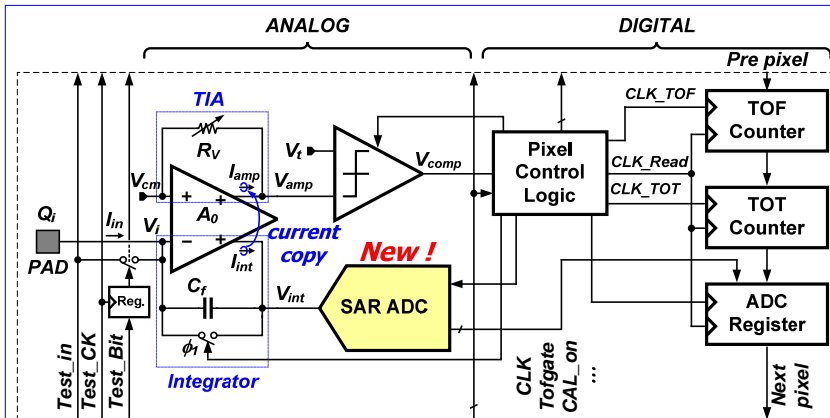 ANALOG
DIGITAL
Pre pixel
TIA
R_V
CLK_TOF
TOF
Counter
V_t
I_amp
V_comp
Pixel
Control
Logic
CLK_Read
V_cm
+
+
V_amp
CLK_TOT
TOT
Counter
Q_i
I_in
V_i
A_0
−
+
current
copy
I_int
New !
PAD
C_f
V_int
SAR ADC
ADC
Register
Reg.
ϕ_1
Integrator
Test_in
Test_CK
Test_Bit
CLK
Tofgate
CAL_on
...
Next
pixel